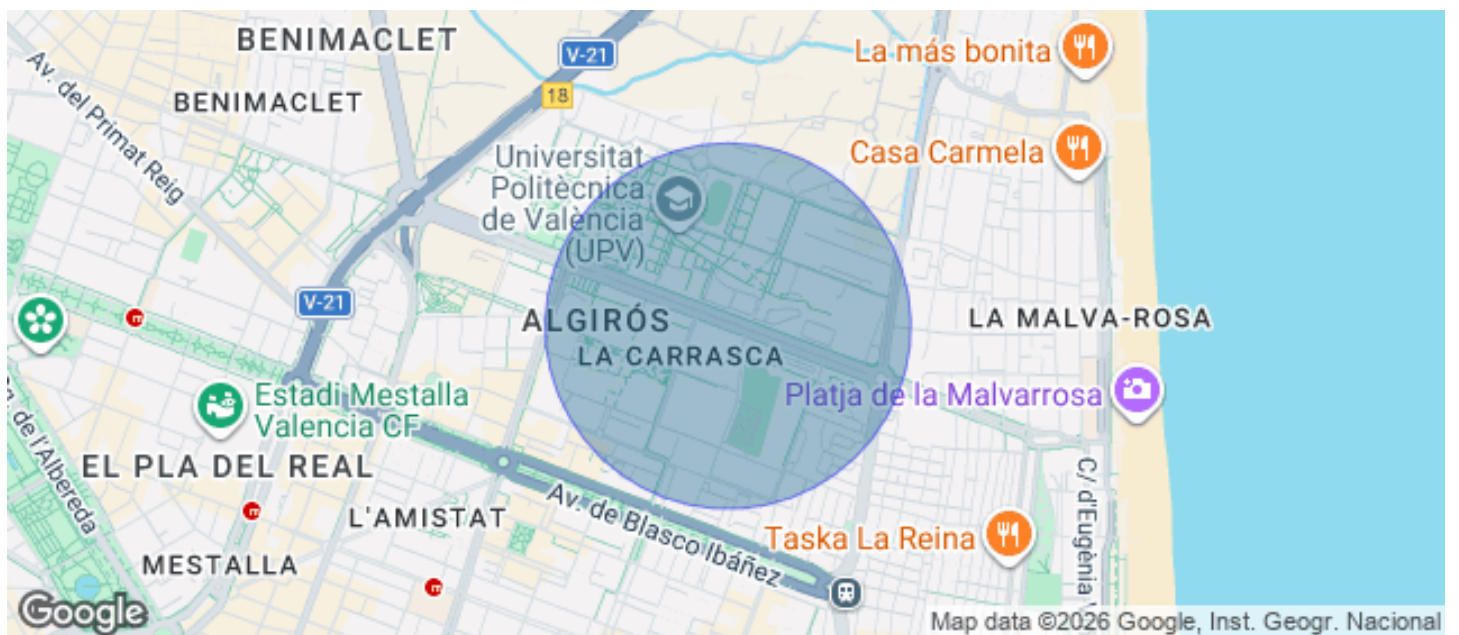 BENIMACLET
V-21
La más bonita
Av. del Primat Reig
BENIMACLET
18
Universitat
Politècnica
de València
(UPV)
Casa Carmela
V-21
ALGIRÓS
LA CARRASCA
LA MALVA-ROSA
Estadi Mestalla
Valencia CF
Platja de la Malvarrosa
de l'Albereda
EL PLA DEL REAL
L'AMISTAT
Av. de Blasco Ibáñez
C/ d'Eugènia
Taska La Reina
MESTALLA
Google
Map data ©2026 Google, Inst. Geogr. Nacional